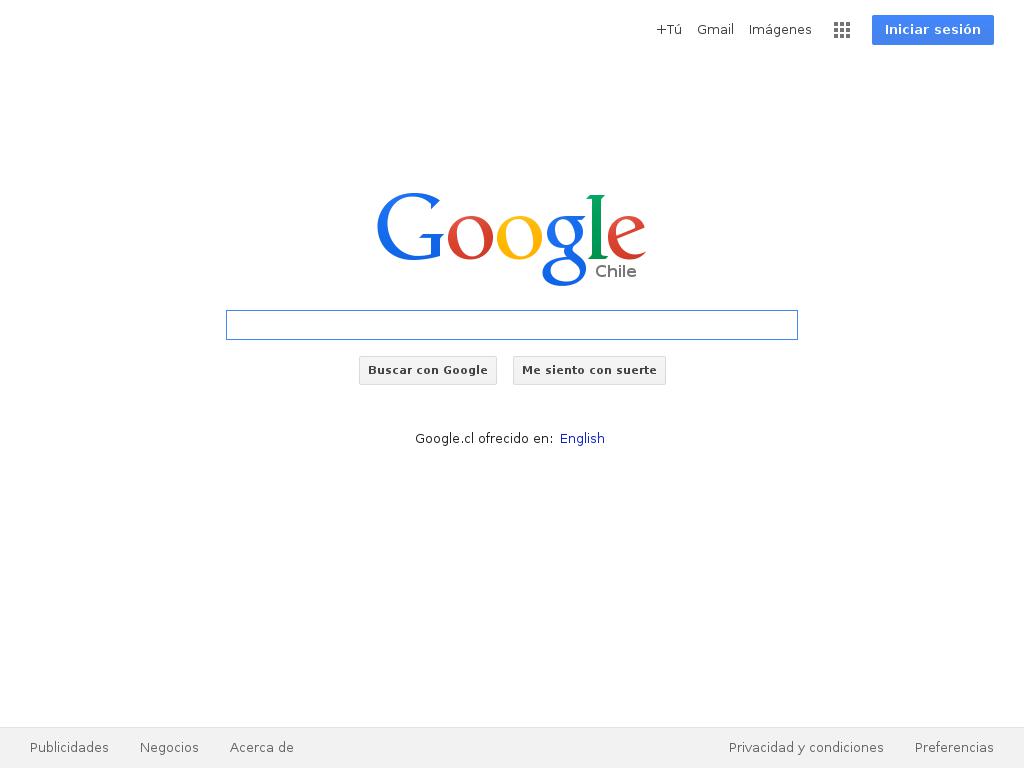 +Tú Gmail Imágenes Iniciar sesión
Google
Chile
Buscar con Google Me siento con suerte
Google.cl ofrecido en: English
Publicidades Negocios Acerca de Privacidad y condiciones Preferencias